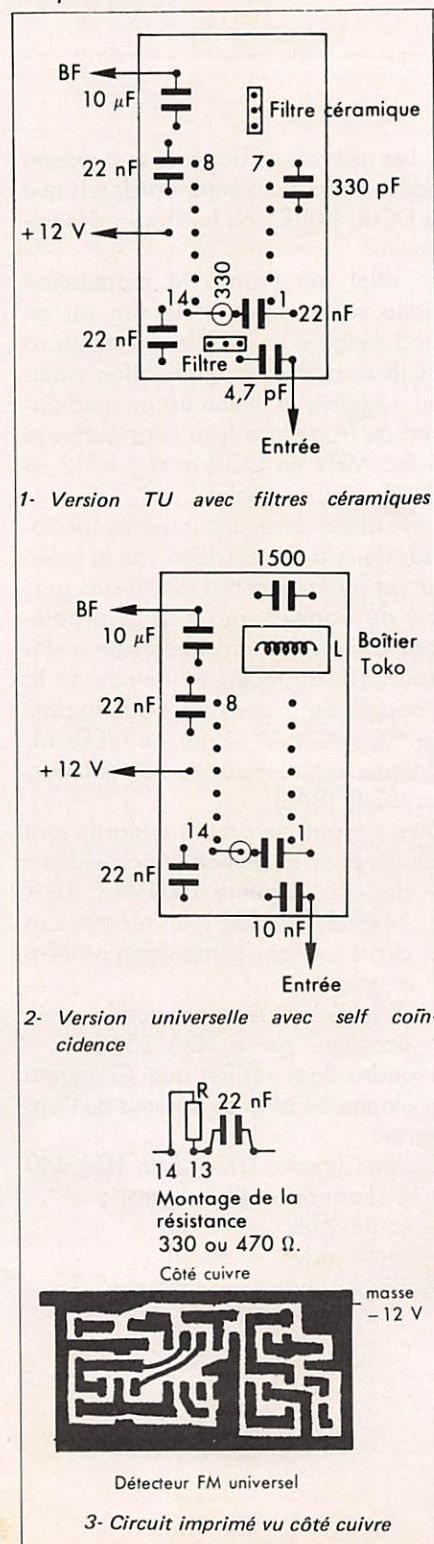 BF
10 µF
Filtre céramique
22 nF
8
7
330 pF
+ 12 V
14
330
1
22 nF
22 nF
Filtre
4,7 pF
Entrée
1- Version TU avec filtres céramiques
1500
BF
10 µF
L
Boîtier
Toko
22 nF
8
+ 12 V
14
1
22 nF
10 nF
Entrée
2- Version universelle avec self coïn-
cidence
R
22 nF
14 13
Montage de la
résistance
330 ou 470 Ω.
Côté cuivre
masse
– 12 V
Détecteur FM universel
3- Circuit imprimé vu côté cuivre